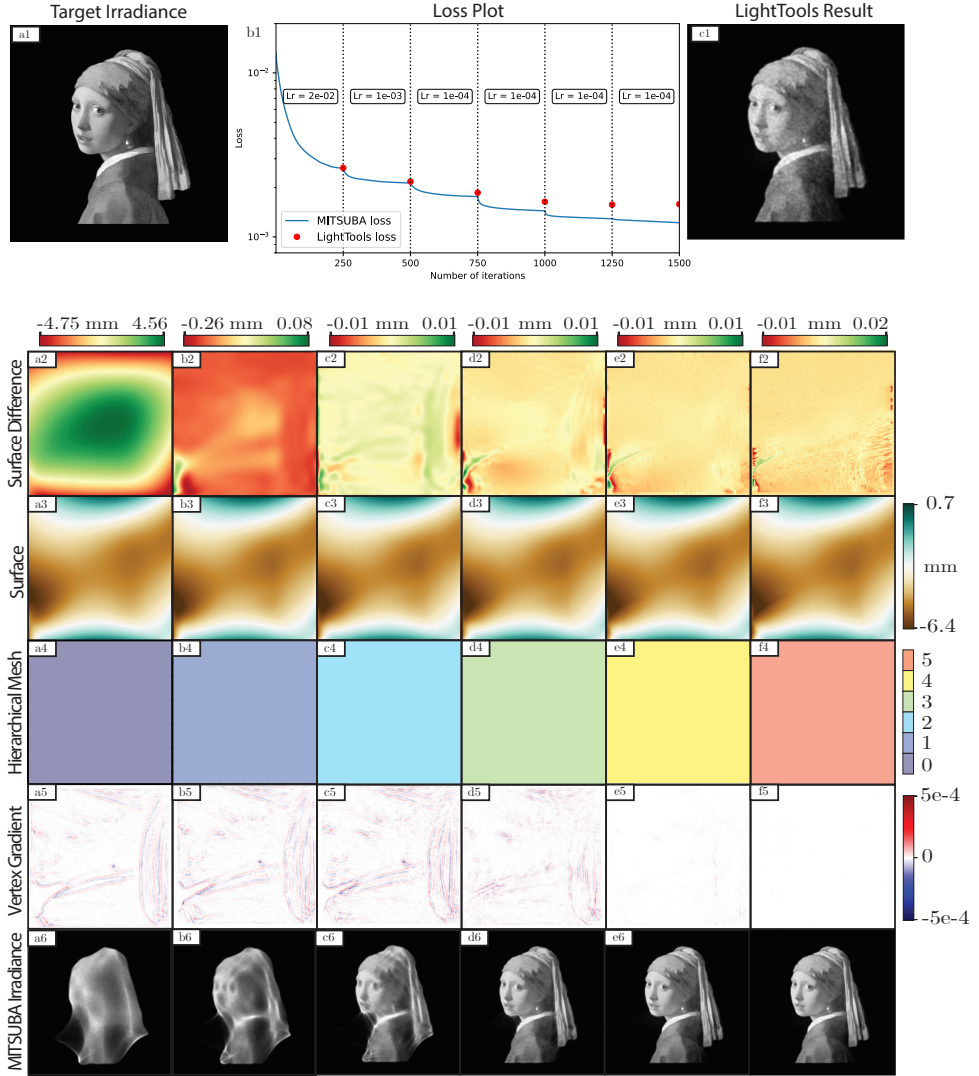 Target Irradiance
Loss Plot
LightTools Result
a1
b1
c1
10⁻²
10⁻³
Loss
Lr = 2e-02
Lr = 1e-03
Lr = 1e-04
Lr = 1e-04
Lr = 1e-04
Lr = 1e-04
MITSUBA loss
LightTools loss
250 500 750 1000 1250 1500
Number of iterations
-4.75 mm 4.56
-0.26 mm 0.08
-0.01 mm 0.01
-0.01 mm 0.01
-0.01 mm 0.01
-0.01 mm 0.02
Surface Difference
a2 b2 c2 d2 e2 f2
Surface
a3 b3 c3 d3 e3 f3
0.7
mm
-6.4
Hierarchical Mesh
a4 b4 c4 d4 e4 f4
5
4
3
2
1
0
Vertex Gradient
a5 b5 c5 d5 e5 f5
5e-4
0
-5e-4
MITSUBA Irradiance
a6 b6 c6 d6 e6